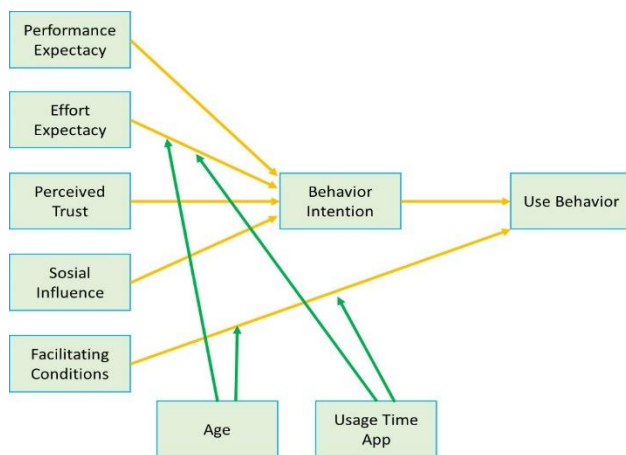 Performance
Expectacy
Effort
Expectacy
Perceived
Trust
Behavior
Intention
Use Behavior
Sosial
Influence
Facilitating
Conditions
Age
Usage Time
App